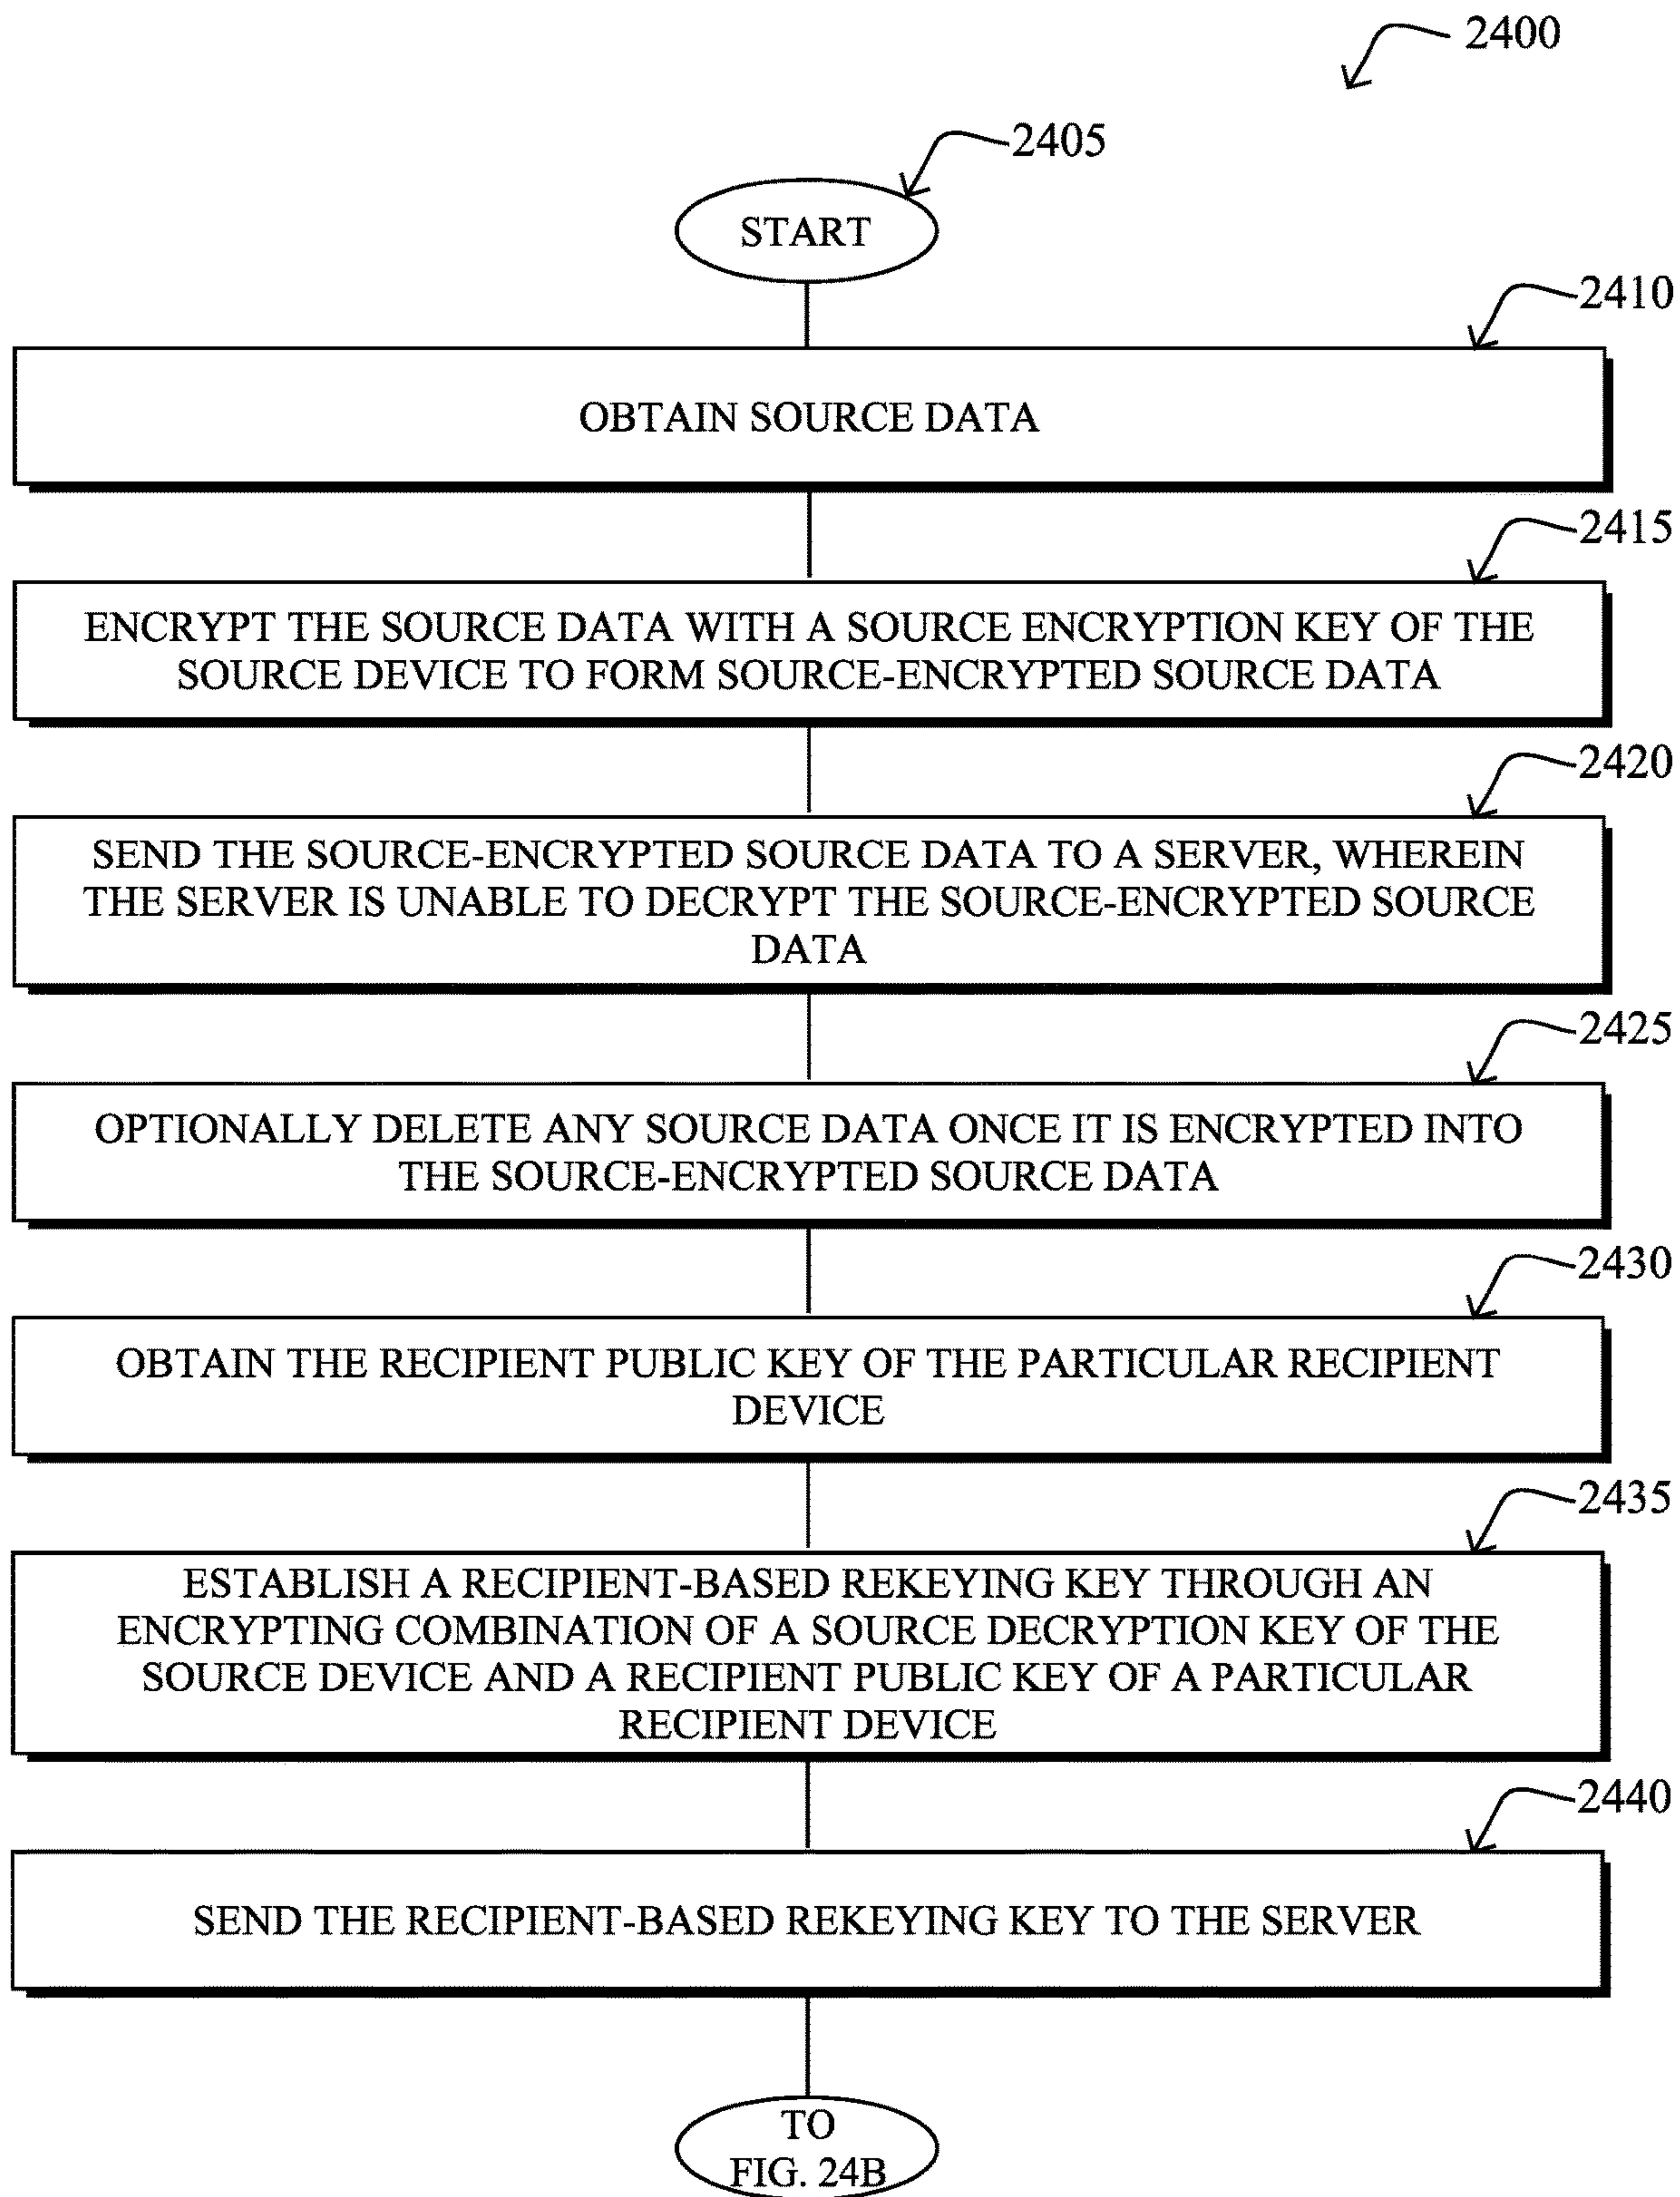 2400
2405
START
2410
OBTAIN SOURCE DATA
2415
ENCRYPT THE SOURCE DATA WITH A SOURCE ENCRYPTION KEY OF THE
SOURCE DEVICE TO FORM SOURCE-ENCRYPTED SOURCE DATA
2420
SEND THE SOURCE-ENCRYPTED SOURCE DATA TO A SERVER, WHEREIN
THE SERVER IS UNABLE TO DECRYPT THE SOURCE-ENCRYPTED SOURCE
DATA
2425
OPTIONALLY DELETE ANY SOURCE DATA ONCE IT IS ENCRYPTED INTO
THE SOURCE-ENCRYPTED SOURCE DATA
2430
OBTAIN THE RECIPIENT PUBLIC KEY OF THE PARTICULAR RECIPIENT
DEVICE
2435
ESTABLISH A RECIPIENT-BASED REKEYING KEY THROUGH AN
ENCRYPTING COMBINATION OF A SOURCE DECRYPTION KEY OF THE
SOURCE DEVICE AND A RECIPIENT PUBLIC KEY OF A PARTICULAR
RECIPIENT DEVICE
2440
SEND THE RECIPIENT-BASED REKEYING KEY TO THE SERVER
TO
FIG. 24B